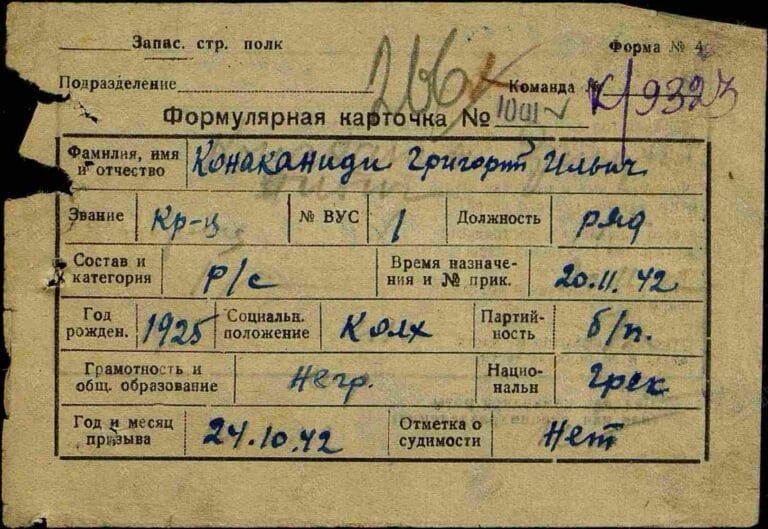 Запас. стр. полк Форма № 4
266
Подразделение Команда № К/9323
Формулярная карточка №
Фамилия, имя и отчество Конаканиди Григорий Ильич
Звание Кр-ц № ВУС 1 Должность ряд
Состав и категория р/с Время назначения и № прик. 20.11.42
Год рожден. 1925 Социальн. положение Колх Партийность б/п.
Грамотность и общ. образование Негр. Национальн Грек
Год и месяц призыва 24.10.42 Отметка о судимости Нет